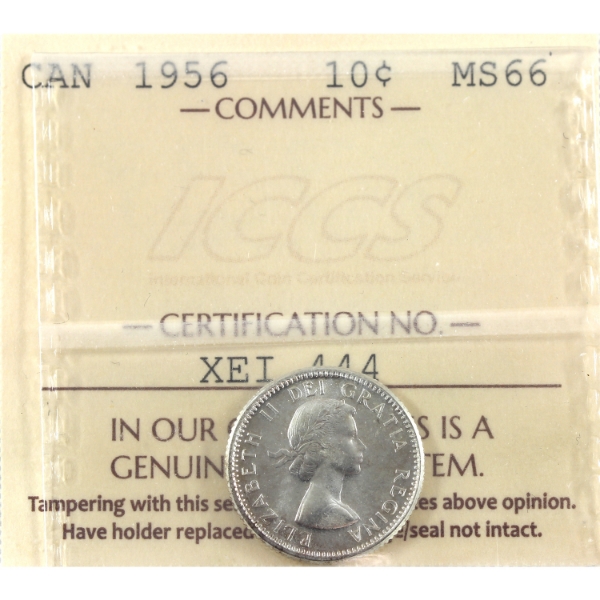 CAN 1956 10¢ MS66
— COMMENTS —
ICCS
International Coin Certification Service
— CERTIFICATION NO. —
XEI 444
IN OUR S IS A
GENUIN TEM.
Tampering with this se es above opinion.
Have holder replaced e/seal not intact.
ELIZABETH II DEI GRATIA REGINA